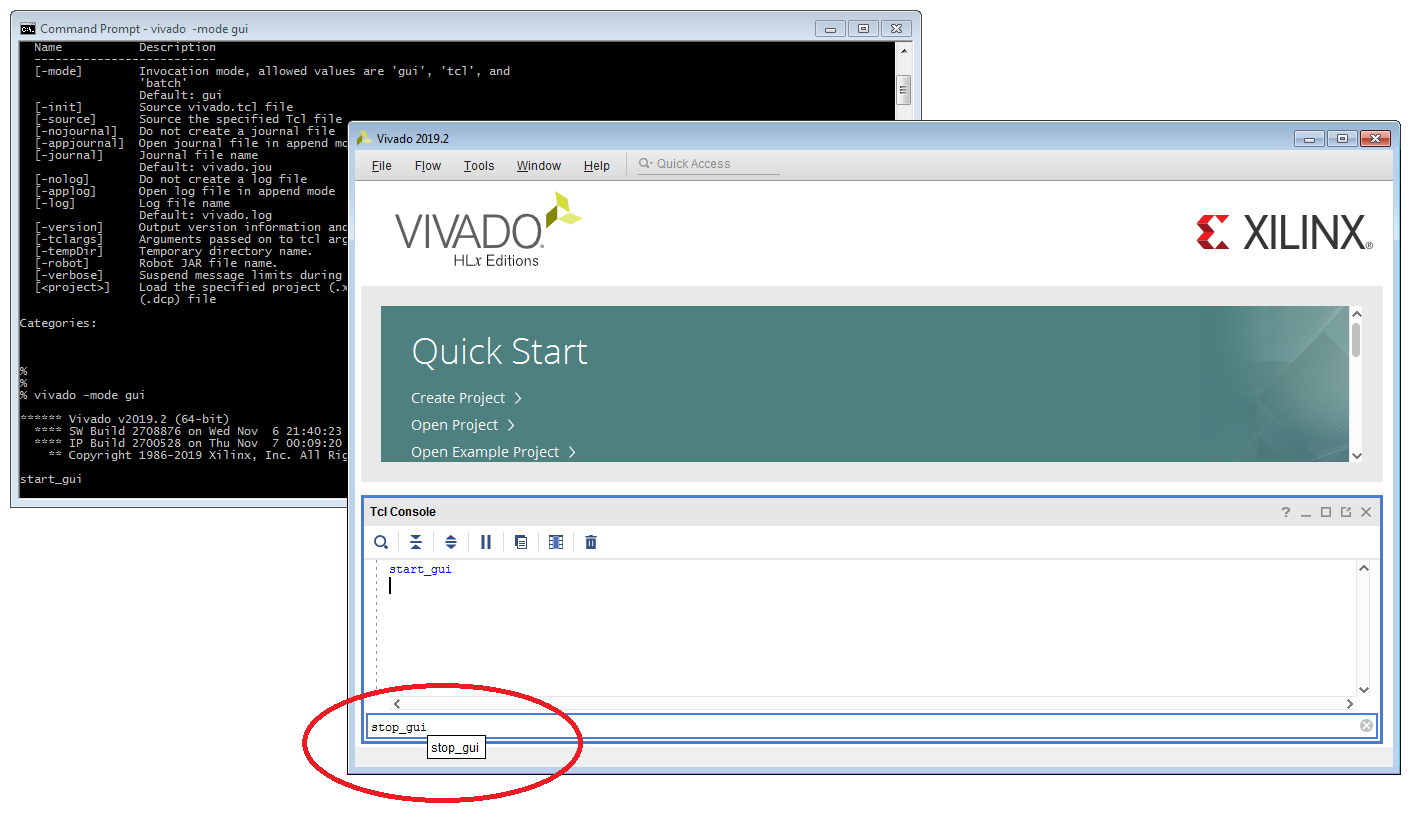 Command Prompt - vivado -mode gui
Name Description
---------------------------
[-mode] Invocation mode, allowed values are 'gui', 'tcl', and
'batch'
Default: gui
[-init] Source vivado.tcl file
[-source] Source the specified Tcl file
[-nojournal] Do not create a journal file
[-appjournal] Open journal file in append mo
[-journal] Journal file name
Default: vivado.jou
[-nolog] Do not create a log file
[-applog] Open log file in append mode
[-log] Log file name
Default: vivado.log
[-version] Output version information and
[-tclargs] Arguments passed on to tcl arg
[-tempDir] Temporary directory name.
[-robot] Robot JAR file name.
[-verbose] Suspend message limits during
[<project>] Load the specified project (.x
(.dcp) file
Categories:
%
%
% vivado -mode gui
****** Vivado v2019.2 (64-bit)
**** SW Build 2708876 on Wed Nov 6 21:40:23
**** IP Build 2700528 on Thu Nov 7 00:09:20
** Copyright 1986-2019 Xilinx, Inc. All Rig
start_gui
Vivado 2019.2
File Flow Tools Window Help Quick Access
VIVADO.
HLx Editions
XILINX®
Quick Start
Create Project >
Open Project >
Open Example Project >
Tcl Console
start_gui
stop_gui
stop_gui